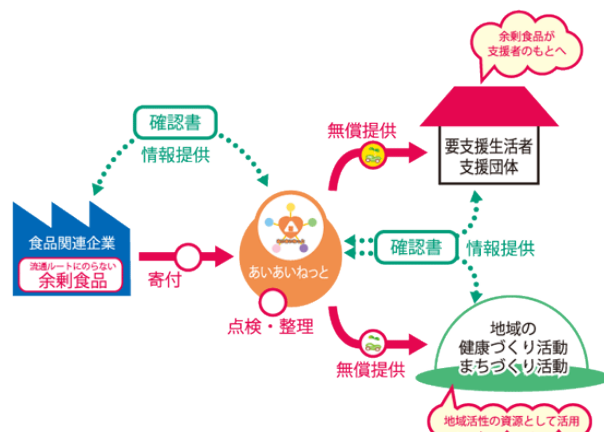 余剰食品が
支援者のもとへ
確認書
情報提供
無償提供
要支援生活者
支援団体
食品関連企業
流通ルートにのらない
余剰食品
寄付
あいあいねっと
点検・整理
確認書
情報提供
無償提供
地域の
健康づくり活動
まちづくり活動
地域活性の資源として活用